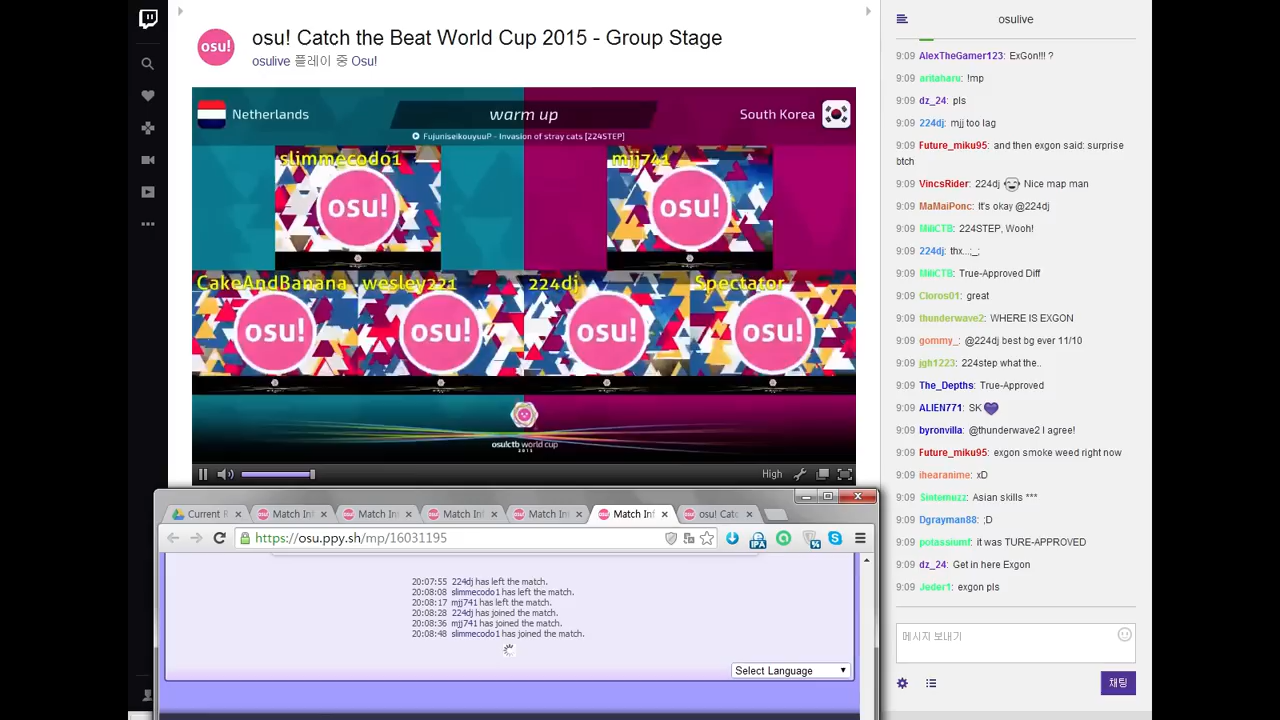 osu! Catch the Beat World Cup 2015 - Group Stage
osu!
osulive 플레이 중 Osu!
Netherlands
warm up
South Korea
FujuniseikouyuuP - Invasion of stray cats [224STEP]
slimmecodo1
mjj741
osu!
osu!
CakeAndBanana
wesley221
224dj
Spectator
osu!
osu!
osu!
osu!
osu!ctb world cup
2015
High
Current R
Match Inf
Match Inf
Match Inf
Match Inf
Match Inf
osu! Catc
https://osu.ppy.sh/mp/16031195
IPA
20:07:55 224dj has left the match.
20:08:08 slimmecodo1 has left the match.
20:08:17 mjj741 has left the match.
20:08:28 224dj has joined the match.
20:08:36 mjj741 has joined the match.
20:08:48 slimmecodo1 has joined the match.
Select Language
osulive
9:09 AlexTheGamer123: ExGon!!! ?
9:09 aritaharu: !mp
9:09 dz_24: pls
9:09 224dj: mjj too lag
9:09 Future_miku95: and then exgon said: surprise
btch
9:09 VincsRider: 224dj Nice map man
9:09 MaMaiPonc: It's okay @224dj
9:09 MiliCTB: 224STEP, Wooh!
9:09 224dj: thx...;_;
9:09 MiliCTB: True-Approved Diff
9:09 Cloros01: great
9:09 thunderwave2: WHERE IS EXGON
9:09 gommy_: @224dj best bg ever 11/10
9:09 jgh1223: 224step what the..
9:09 The_Depths: True-Approved
9:09 ALIEN771: SK
9:09 byronvilla: @thunderwave2 I agree!
9:09 Future_miku95: exgon smoke weed right now
9:09 ihearanime: xD
9:09 Sintemuzz: Asian skills ***
9:09 Dgrayman88: ;D
9:09 potassiumf: it was TURE-APPROVED
9:09 dz_24: Get in here Exgon
9:09 Jeder1: exgon pls
메시지 보내기
채팅